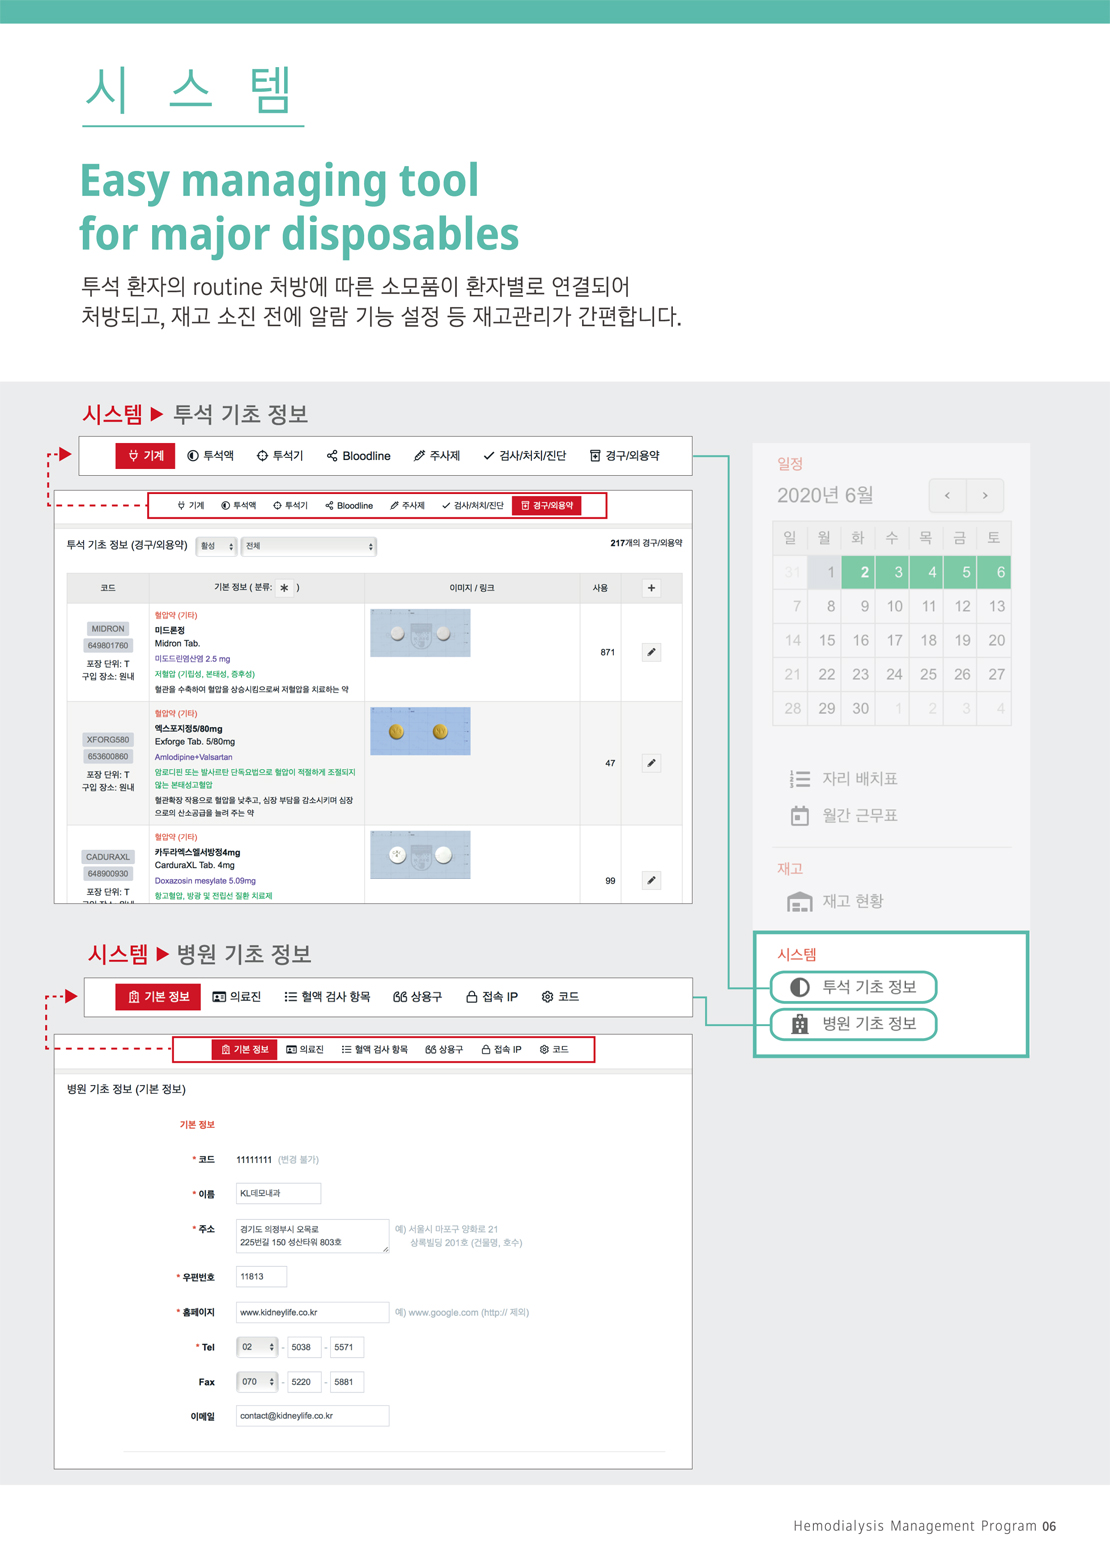 시 스 템
Easy managing tool
for major disposables
투석 환자의 routine 처방에 따른 소모품이 환자별로 연결되어
처방되고, 재고 소진 전에 알람 기능 설정 등 재고관리가 간편합니다.
시스템 ▶ 투석 기초 정보
기계 투석액 투석기 Bloodline 주사제 검사/처치/진단 경구/외용약
기계 투석액 투석기 Bloodline 주사제 검사/처치/진단 경구/외용약
투석 기초 정보 (경구/외용약) 활성 전체 217개의 경구/외용약
코드 기본 정보 ( 분류: * ) 이미지 / 링크 사용 +
MIDRON
649801760
포장 단위: T
구입 장소: 원내
혈압약 (기타)
미드론정
Midron Tab.
미도드린염산염 2.5 mg
저혈압 (기립성, 본태성, 증후성)
혈관을 수축하여 혈압을 상승시킴으로써 저혈압을 치료하는 약
871
XFORG580
653600860
포장 단위: T
구입 장소: 원내
혈압약 (기타)
엑스포지정5/80mg
Exforge Tab. 5/80mg
Amlodipine+Valsartan
암로디핀 또는 발사르탄 단독요법으로 혈압이 적절하게 조절되지
않는 본태성고혈압
혈관확장 작용으로 혈압을 낮추고, 심장 부담을 감소시키며 심장
으로의 산소공급을 늘려 주는 약
47
CADURAXL
648900930
포장 단위: T
혈압약 (기타)
카두라엑스엘서방정4mg
CarduraXL Tab. 4mg
Doxazosin mesylate 5.09mg
항고혈압, 방광 및 전립선 질환 치료제
99
일정
2020년 6월 ‹ ›
일 월 화 수 목 금 토
31 1 2 3 4 5 6
7 8 9 10 11 12 13
14 15 16 17 18 19 20
21 22 23 24 25 26 27
28 29 30 1 2 3 4
자리 배치표
월간 근무표
재고
재고 현황
시스템
투석 기초 정보
병원 기초 정보
시스템 ▶ 병원 기초 정보
기본 정보 의료진 혈액 검사 항목 상용구 접속 IP 코드
기본 정보 의료진 혈액 검사 항목 상용구 접속 IP 코드
병원 기초 정보 (기본 정보)
기본 정보
* 코드 11111111 (변경 불가)
* 이름 KL데모내과
* 주소 경기도 의정부시 오목로 예) 서울시 마포구 양화로 21
225번길 150 성산타워 803호 상록빌딩 201호 (건물명, 호수)
* 우편번호 11813
* 홈페이지 www.kidneylife.co.kr 예) www.google.com (http:// 제외)
* Tel 02 - 5038 - 5571
Fax 070 - 5220 - 5881
이메일 contact@kidneylife.co.kr
Hemodialysis Management Program 06